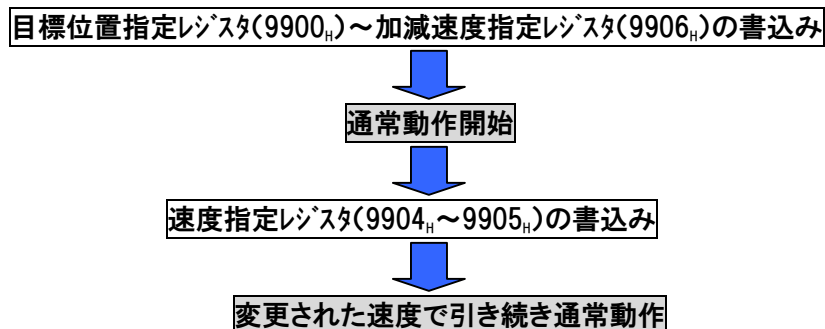 目標位置指定ﾚｼﾞｽﾀ(9900H)～加減速度指定ﾚｼﾞｽﾀ(9906H)の書込み
通常動作開始
速度指定ﾚｼﾞｽﾀ(9904H～9905H)の書込み
変更された速度で引き続き通常動作